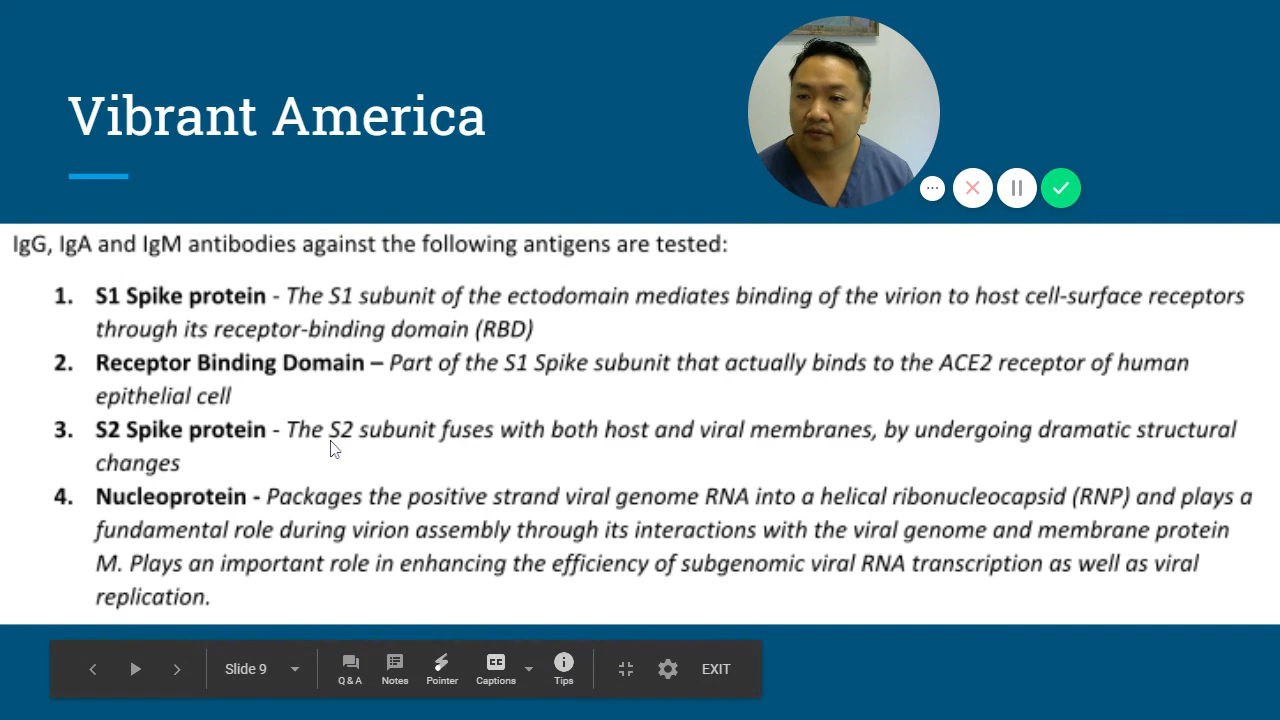 Vibrant America
IgG, IgA and IgM antibodies against the following antigens are tested:
1. S1 Spike protein - The S1 subunit of the ectodomain mediates binding of the virion to host cell-surface receptors
through its receptor-binding domain (RBD)
2. Receptor Binding Domain – Part of the S1 Spike subunit that actually binds to the ACE2 receptor of human
epithelial cell
3. S2 Spike protein - The S2 subunit fuses with both host and viral membranes, by undergoing dramatic structural
changes
4. Nucleoprotein - Packages the positive strand viral genome RNA into a helical ribonucleocapsid (RNP) and plays a
fundamental role during virion assembly through its interactions with the viral genome and membrane protein
M. Plays an important role in enhancing the efficiency of subgenomic viral RNA transcription as well as viral
replication.
Slide 9
Q & A
Notes
Pointer
CC
Captions
Tips
EXIT